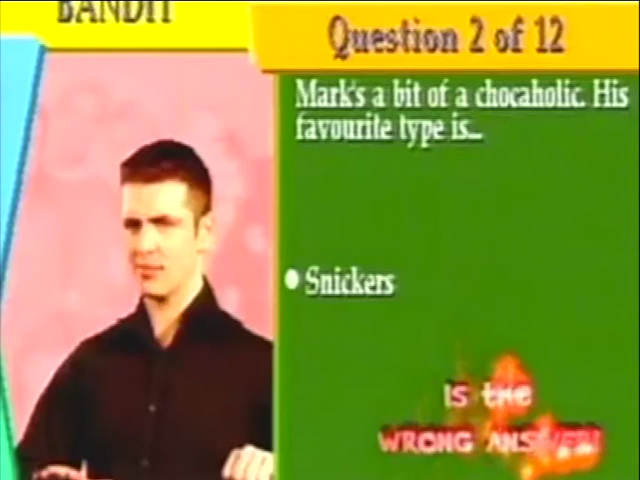 BANDIT
Question 2 of 12
Mark's a bit of a chocaholic. His
favourite type is...
Snickers
IS THE
WRONG ANSWER!